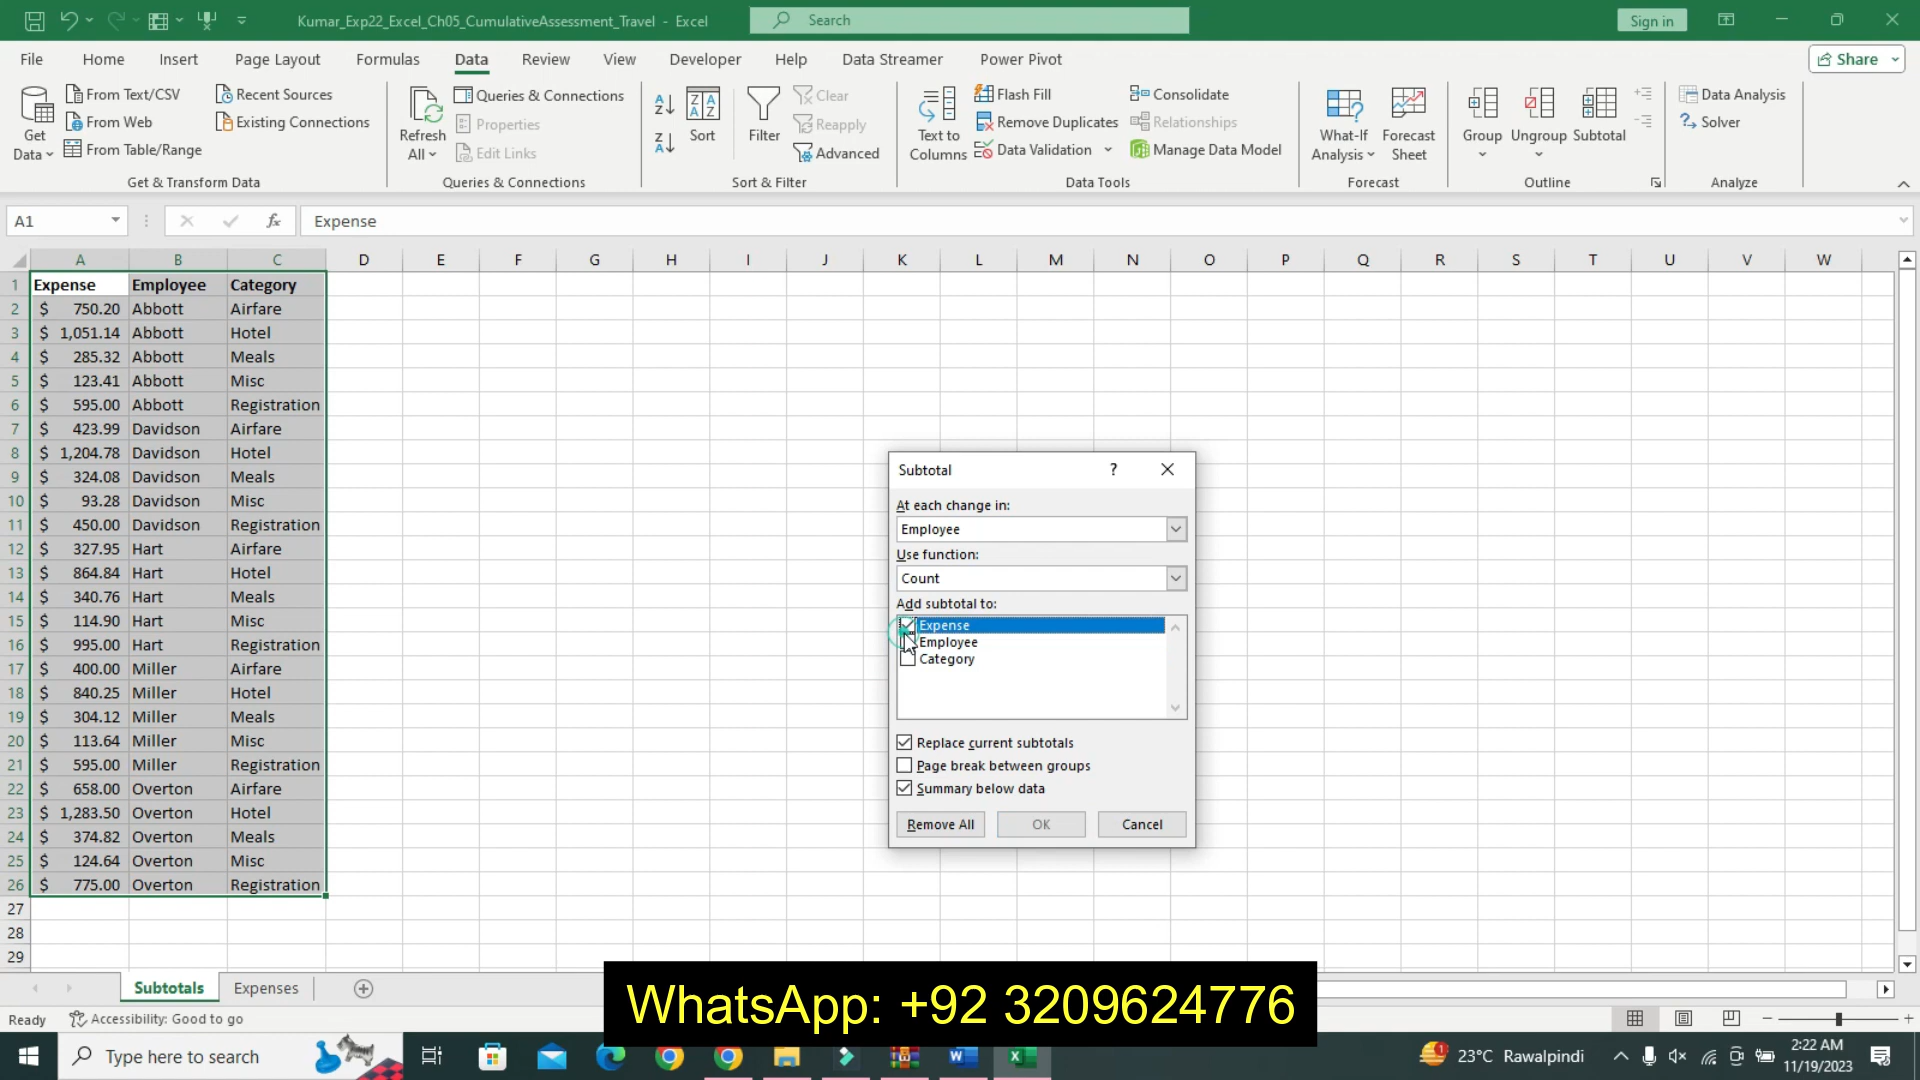 Kumar_Exp22_Excel_Ch05_CumulativeAssessment_Travel - Excel
Search
Sign in
File Home Insert Page Layout Formulas Data Review View Developer Help Data Streamer Power Pivot
Share
Get Data
From Text/CSV
From Web
From Table/Range
Recent Sources
Existing Connections
Get & Transform Data
Refresh All
Queries & Connections
Properties
Edit Links
Queries & Connections
Sort
Filter
Clear
Reapply
Advanced
Sort & Filter
Text to Columns
Flash Fill
Remove Duplicates
Data Validation
Consolidate
Relationships
Manage Data Model
Data Tools
What-If Analysis
Forecast Sheet
Forecast
Group
Ungroup
Subtotal
Outline
Data Analysis
Solver
Analyze
A1
fx
Expense
A B C D E F G H I J K L M N O P Q R S T U V W
1 Expense Employee Category
2 $ 750.20 Abbott Airfare
3 $ 1,051.14 Abbott Hotel
4 $ 285.32 Abbott Meals
5 $ 123.41 Abbott Misc
6 $ 595.00 Abbott Registration
7 $ 423.99 Davidson Airfare
8 $ 1,204.78 Davidson Hotel
9 $ 324.08 Davidson Meals
10 $ 93.28 Davidson Misc
11 $ 450.00 Davidson Registration
12 $ 327.95 Hart Airfare
13 $ 864.84 Hart Hotel
14 $ 340.76 Hart Meals
15 $ 114.90 Hart Misc
16 $ 995.00 Hart Registration
17 $ 400.00 Miller Airfare
18 $ 840.25 Miller Hotel
19 $ 304.12 Miller Meals
20 $ 113.64 Miller Misc
21 $ 595.00 Miller Registration
22 $ 658.00 Overton Airfare
23 $ 1,283.50 Overton Hotel
24 $ 374.82 Overton Meals
25 $ 124.64 Overton Misc
26 $ 775.00 Overton Registration
27
28
29
Subtotal ?
At each change in:
Employee
Use function:
Count
Add subtotal to:
Expense
Employee
Category
Replace current subtotals
Page break between groups
Summary below data
Remove All OK Cancel
Subtotals Expenses
WhatsApp: +92 3209624776
Ready Accessibility: Good to go
Type here to search
23°C Rawalpindi
2:22 AM
11/19/2023